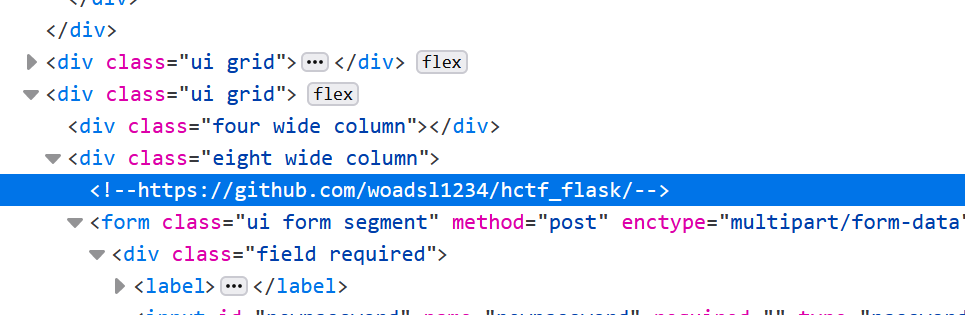 </div>
<div class="ui grid"> ••• </div> flex
<div class="ui grid"> flex
<div class="four wide column"></div>
<div class="eight wide column">
<!--https://github.com/woadsl1234/hctf_flask/-->
<form class="ui form segment" method="post" enctype="multipart/form-data"
<div class="field required">
<label> ••• </label>